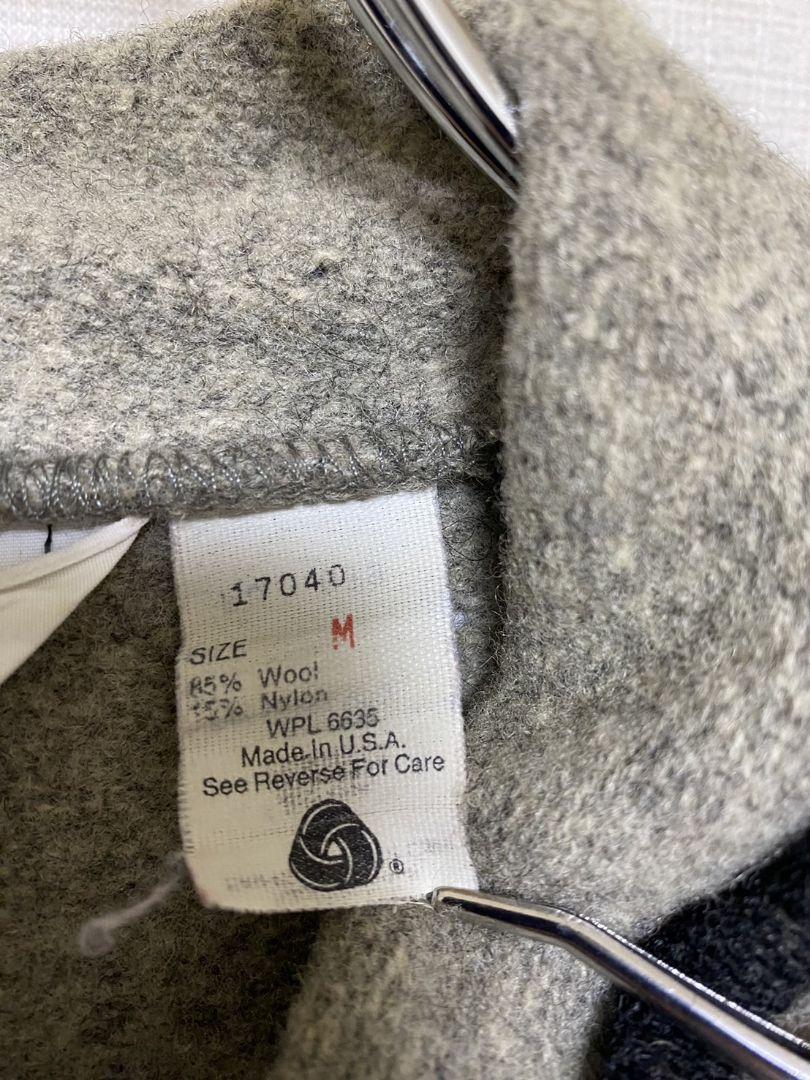 17040
SIZE M
85% Wool
15% Nylon
WPL 6635
Made In U.S.A.
See Reverse For Care
®